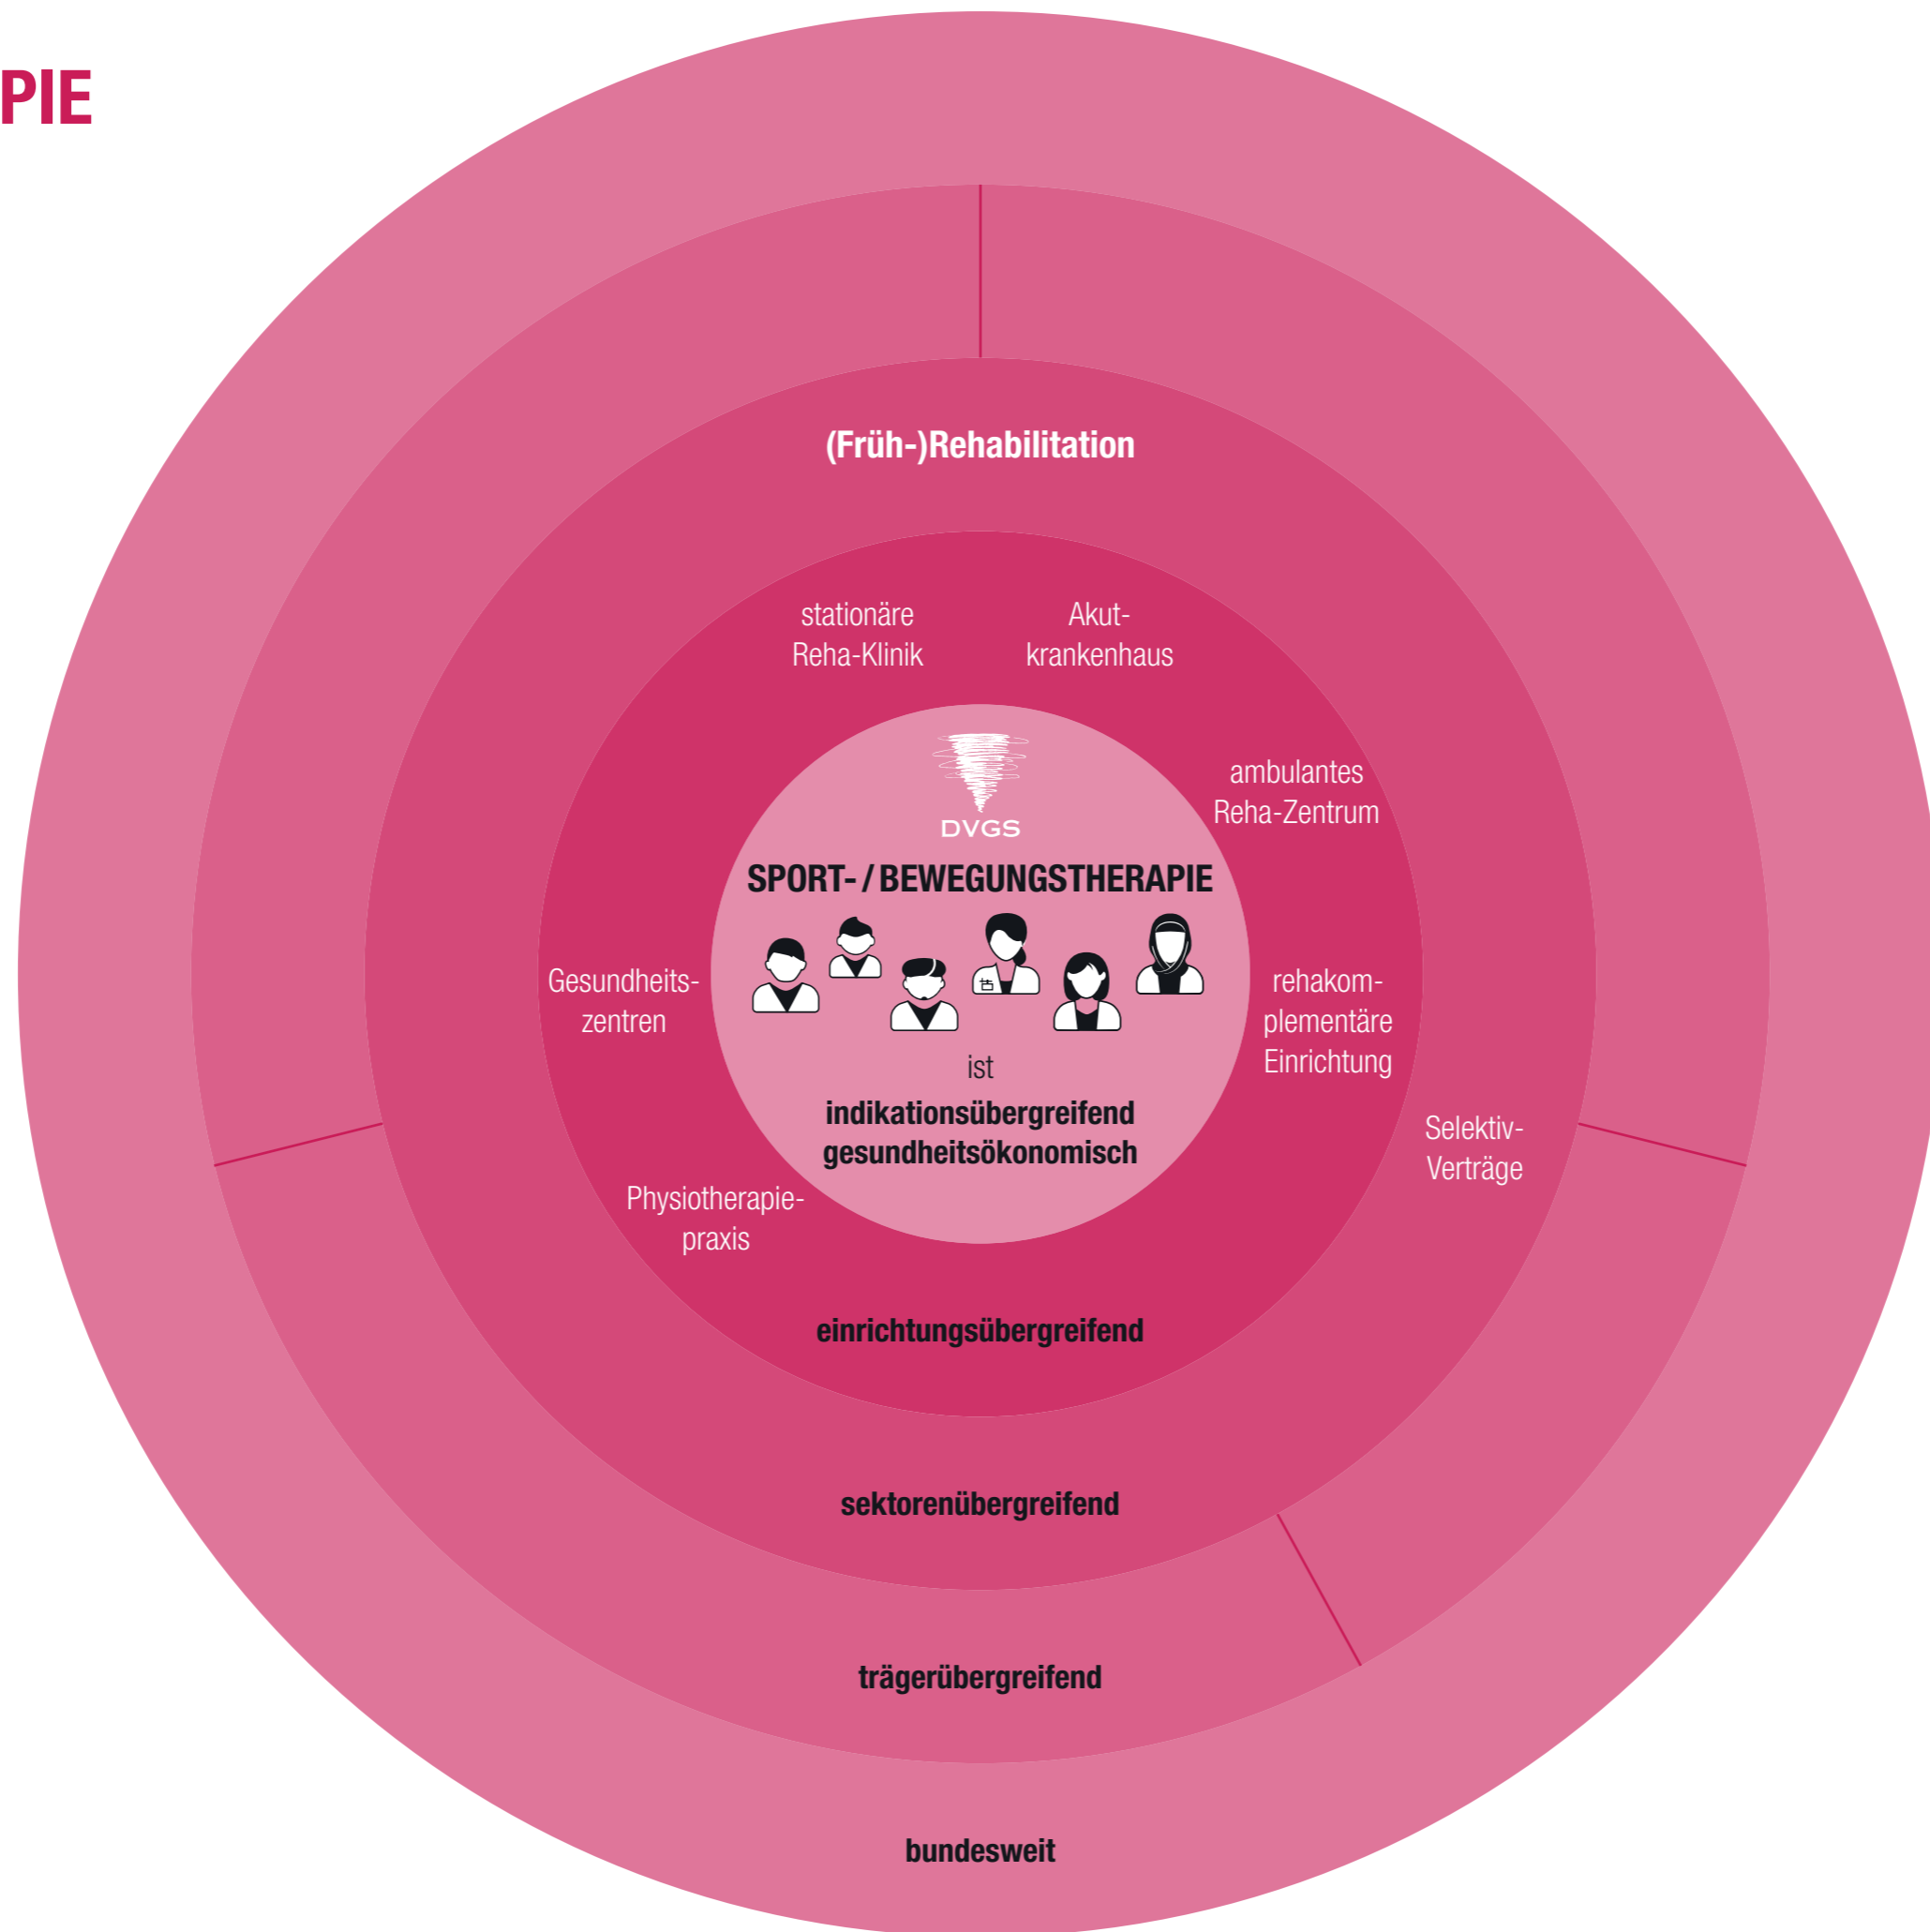 PIE
(Früh-)Rehabilitation
stationäre
Reha-Klinik
Akut-
krankenhaus
ambulantes
Reha-Zentrum
DVGS
SPORT- / BEWEGUNGSTHERAPIE
Gesundheits-
zentren
rehakom-
plementäre
Einrichtung
ist
indikationsübergreifend
gesundheitsökonomisch
Selektiv-
Verträge
Physiotherapie-
praxis
einrichtungsübergreifend
sektorenübergreifend
trägerübergreifend
bundesweit